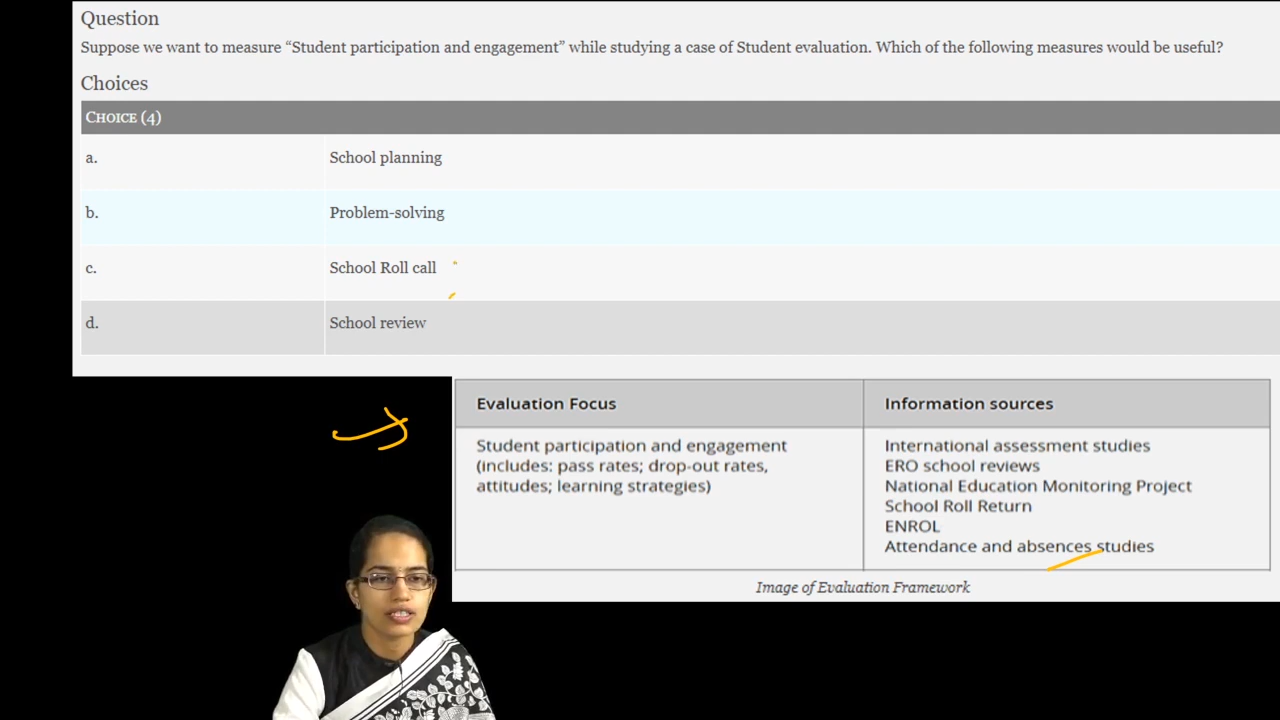 Question
Suppose we want to measure “Student participation and engagement” while studying a case of Student evaluation. Which of the following measures would be useful?
Choices
CHOICE (4)
a. School planning
b. Problem-solving
c. School Roll call
d. School review
Evaluation Focus Information sources
Student participation and engagement International assessment studies
(includes: pass rates; drop-out rates, ERO school reviews
attitudes; learning strategies) National Education Monitoring Project
School Roll Return
ENROL
Attendance and absences studies
Image of Evaluation Framework